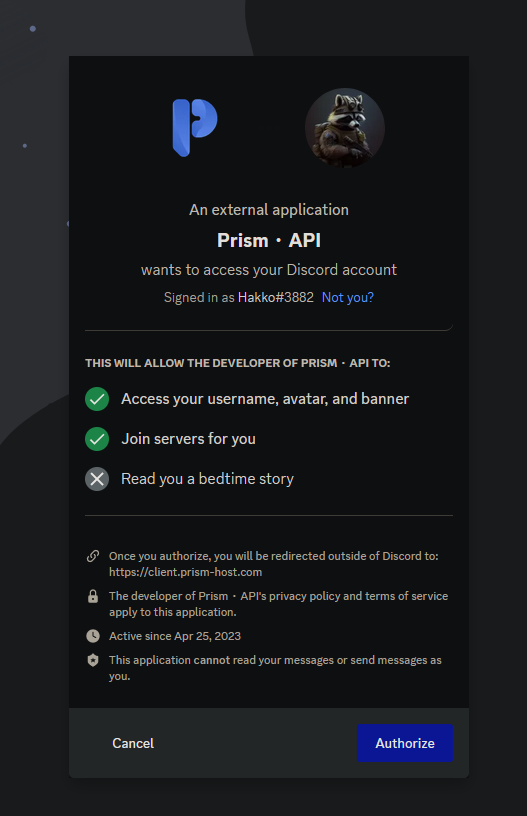 An external application
Prism · API
wants to access your Discord account
Signed in as Hakko#3882 Not you?
THIS WILL ALLOW THE DEVELOPER OF PRISM · API TO:
Access your username, avatar, and banner
Join servers for you
Read you a bedtime story
Once you authorize, you will be redirected outside of Discord to:
https://client.prism-host.com
The developer of Prism · API's privacy policy and terms of service
apply to this application.
Active since Apr 25, 2023
This application cannot read your messages or send messages as
you.
Cancel
Authorize